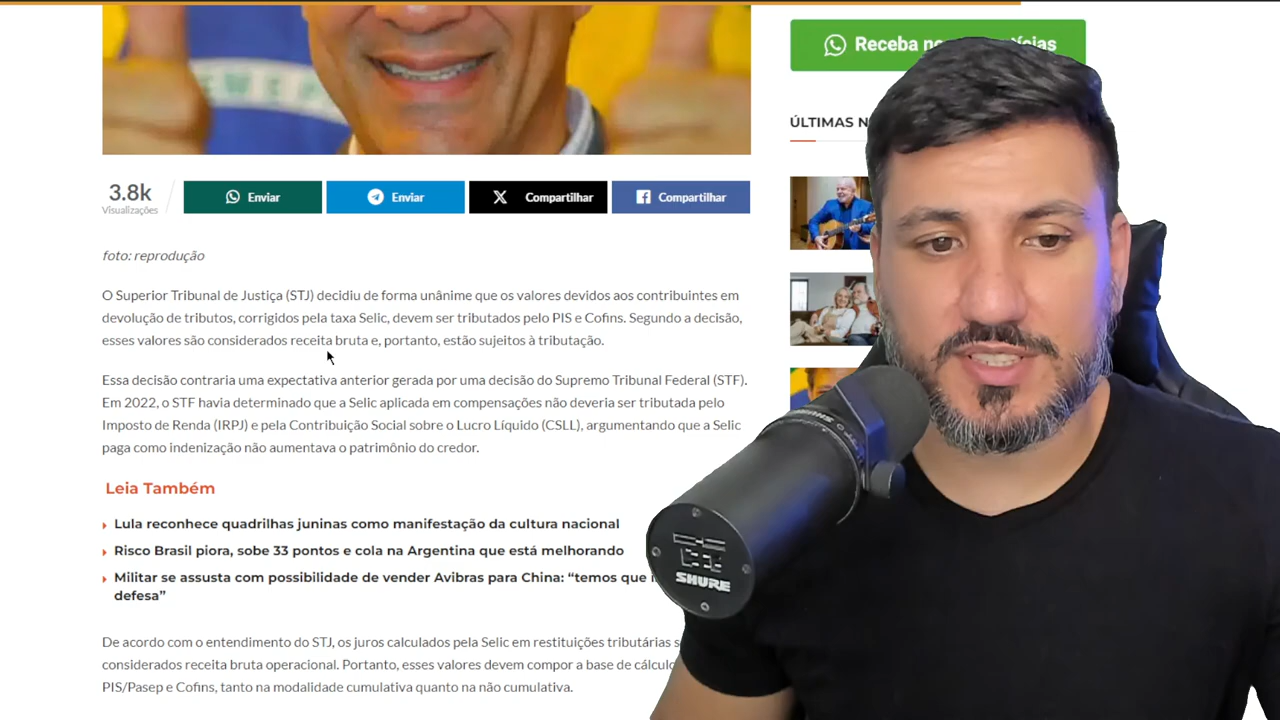 Receba
ÚLTIMAS
3.8k
Visualizações
Enviar
Enviar
Compartilhar
Compartilhar
foto: reprodução
O Superior Tribunal de Justiça (STJ) decidiu de forma unânime que os valores devidos aos contribuintes em
devolução de tributos, corrigidos pela taxa Selic, devem ser tributados pelo PIS e Cofins. Segundo a decisão,
esses valores são considerados receita bruta e, portanto, estão sujeitos à tributação.
Essa decisão contraria uma expectativa anterior gerada por uma decisão do Supremo Tribunal Federal (STF).
Em 2022, o STF havia determinado que a Selic aplicada em compensações não deveria ser tributada pelo
Imposto de Renda (IRPJ) e pela Contribuição Social sobre o Lucro Líquido (CSLL), argumentando que a Selic
paga como indenização não aumentava o patrimônio do credor.
Leia Também
Lula reconhece quadrilhas juninas como manifestação da cultura nacional
Risco Brasil piora, sobe 33 pontos e cola na Argentina que está melhorando
Militar se assusta com possibilidade de vender Avibras para China: “temos que
defesa”
De acordo com o entendimento do STJ, os juros calculados pela Selic em restituições tributárias
considerados receita bruta operacional. Portanto, esses valores devem compor a base de cálculo
PIS/Pasep e Cofins, tanto na modalidade cumulativa quanto na não cumulativa.
SHURE